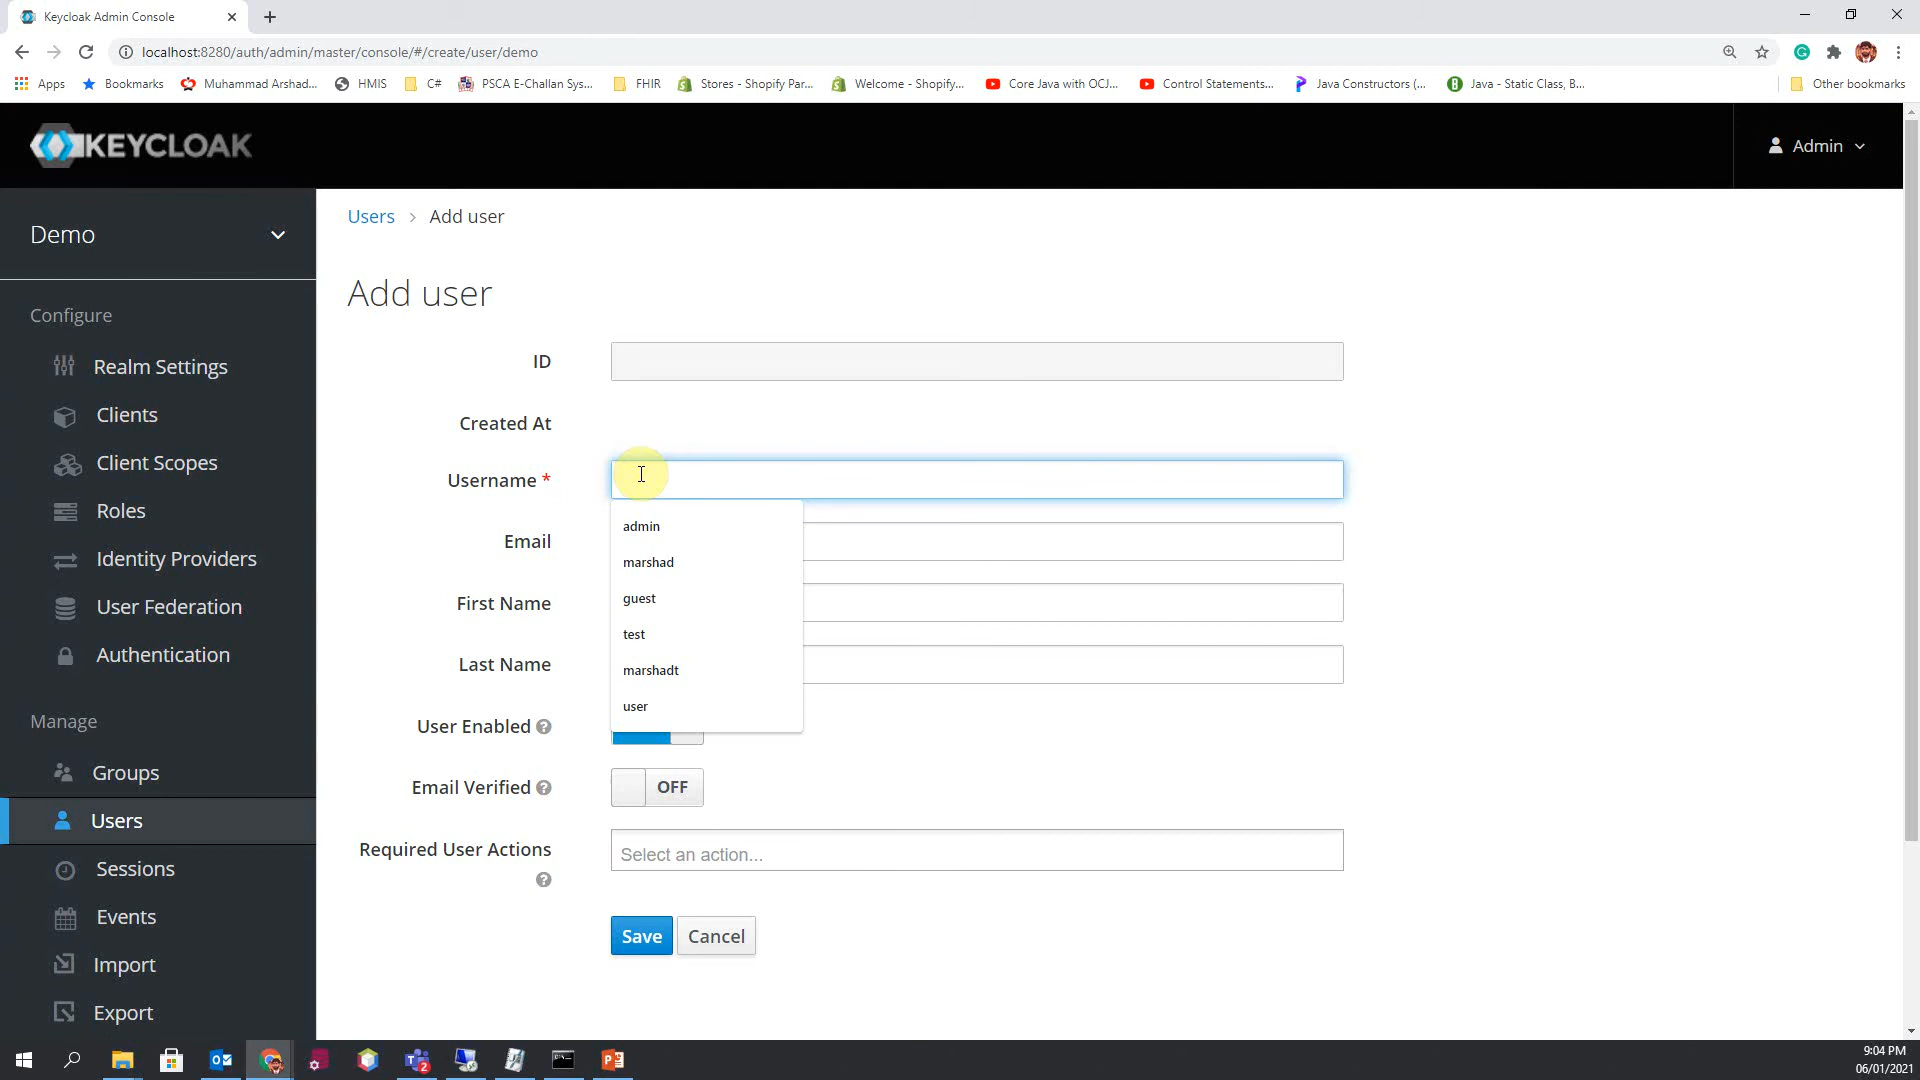 Keycloak Admin Console
localhost:8280/auth/admin/master/console/#/create/user/demo
Apps Bookmarks Muhammad Arshad... HMIS C# PSCA E-Challan Sys... FHIR Stores - Shopify Par... Welcome - Shopify... Core Java with OCJ... Control Statements... Java Constructors (... Java - Static Class, B... Other bookmarks
KEYCLOAK
Admin
Demo
Configure
Realm Settings
Clients
Client Scopes
Roles
Identity Providers
User Federation
Authentication
Manage
Groups
Users
Sessions
Events
Import
Export
Users > Add user
Add user
ID
Created At
Username *
admin
marshad
guest
test
marshadt
user
Email
First Name
Last Name
User Enabled
Email Verified OFF
Required User Actions Select an action...
Save Cancel
2
9:04 PM
06/01/2021